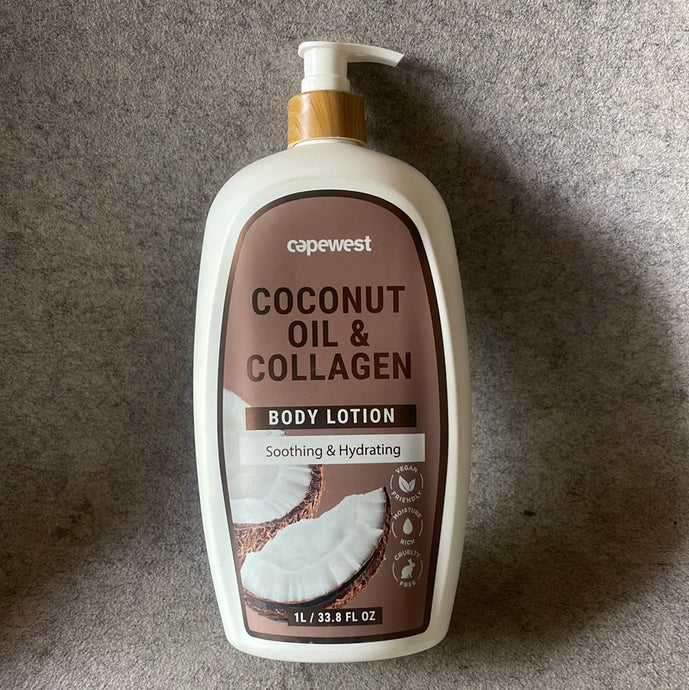 capewest
COCONUT
OIL &
COLLAGEN
BODY LOTION
Soothing & Hydrating
VEGAN
FRIENDLY
MOISTURE
RICH
CRUELTY
FREE
1L / 33.8 FL OZ